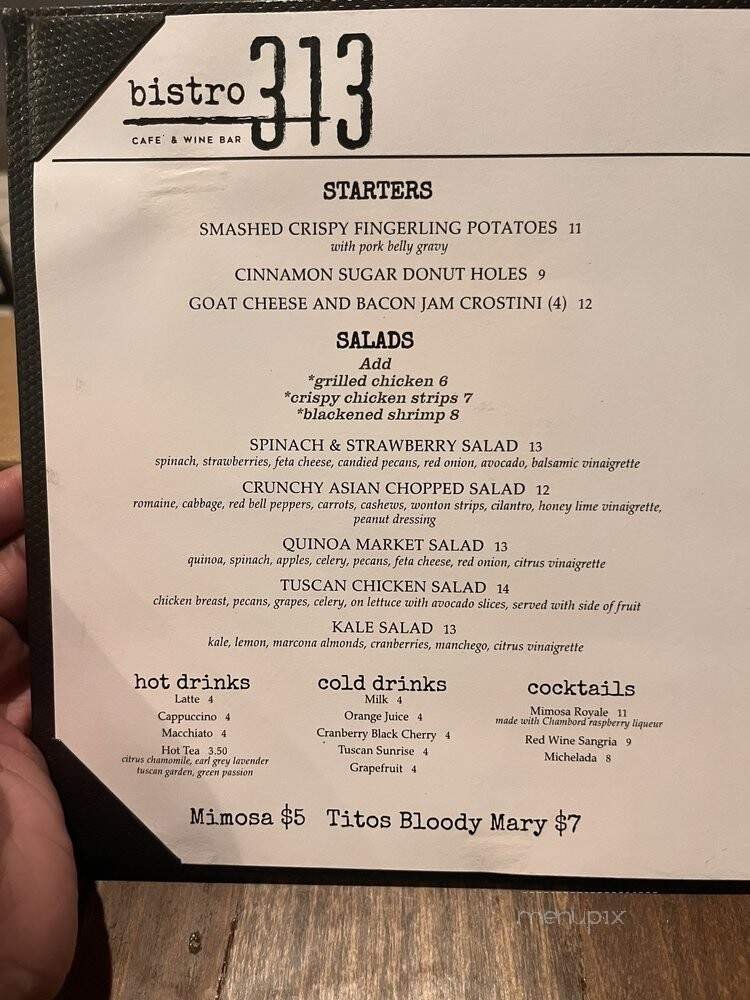 bistro 313
CAFE´ & WINE BAR
STARTERS
SMASHED CRISPY FINGERLING POTATOES 11
with pork belly gravy
CINNAMON SUGAR DONUT HOLES 9
GOAT CHEESE AND BACON JAM CROSTINI (4) 12
SALADS
Add
*grilled chicken 6
*crispy chicken strips 7
*blackened shrimp 8
SPINACH & STRAWBERRY SALAD 13
spinach, strawberries, feta cheese, candied pecans, red onion, avocado, balsamic vinaigrette
CRUNCHY ASIAN CHOPPED SALAD 12
romaine, cabbage, red bell peppers, carrots, cashews, wonton strips, cilantro, honey lime vinaigrette,
peanut dressing
QUINOA MARKET SALAD 13
quinoa, spinach, apples, celery, pecans, feta cheese, red onion, citrus vinaigrette
TUSCAN CHICKEN SALAD 14
chicken breast, pecans, grapes, celery, on lettuce with avocado slices, served with side of fruit
KALE SALAD 13
kale, lemon, marcona almonds, cranberries, manchego, citrus vinaigrette
hot drinks
Latte 4
Cappuccino 4
Macchiato 4
Hot Tea 3.50
citrus chamomile, earl grey lavender
tuscan garden, green passion
cold drinks
Milk 4
Orange Juice 4
Cranberry Black Cherry 4
Tuscan Sunrise 4
Grapefruit 4
cocktails
Mimosa Royale 11
made with Chambord raspberry liqueur
Red Wine Sangria 9
Michelada 8
Mimosa $5 Titos Bloody Mary $7
menupix